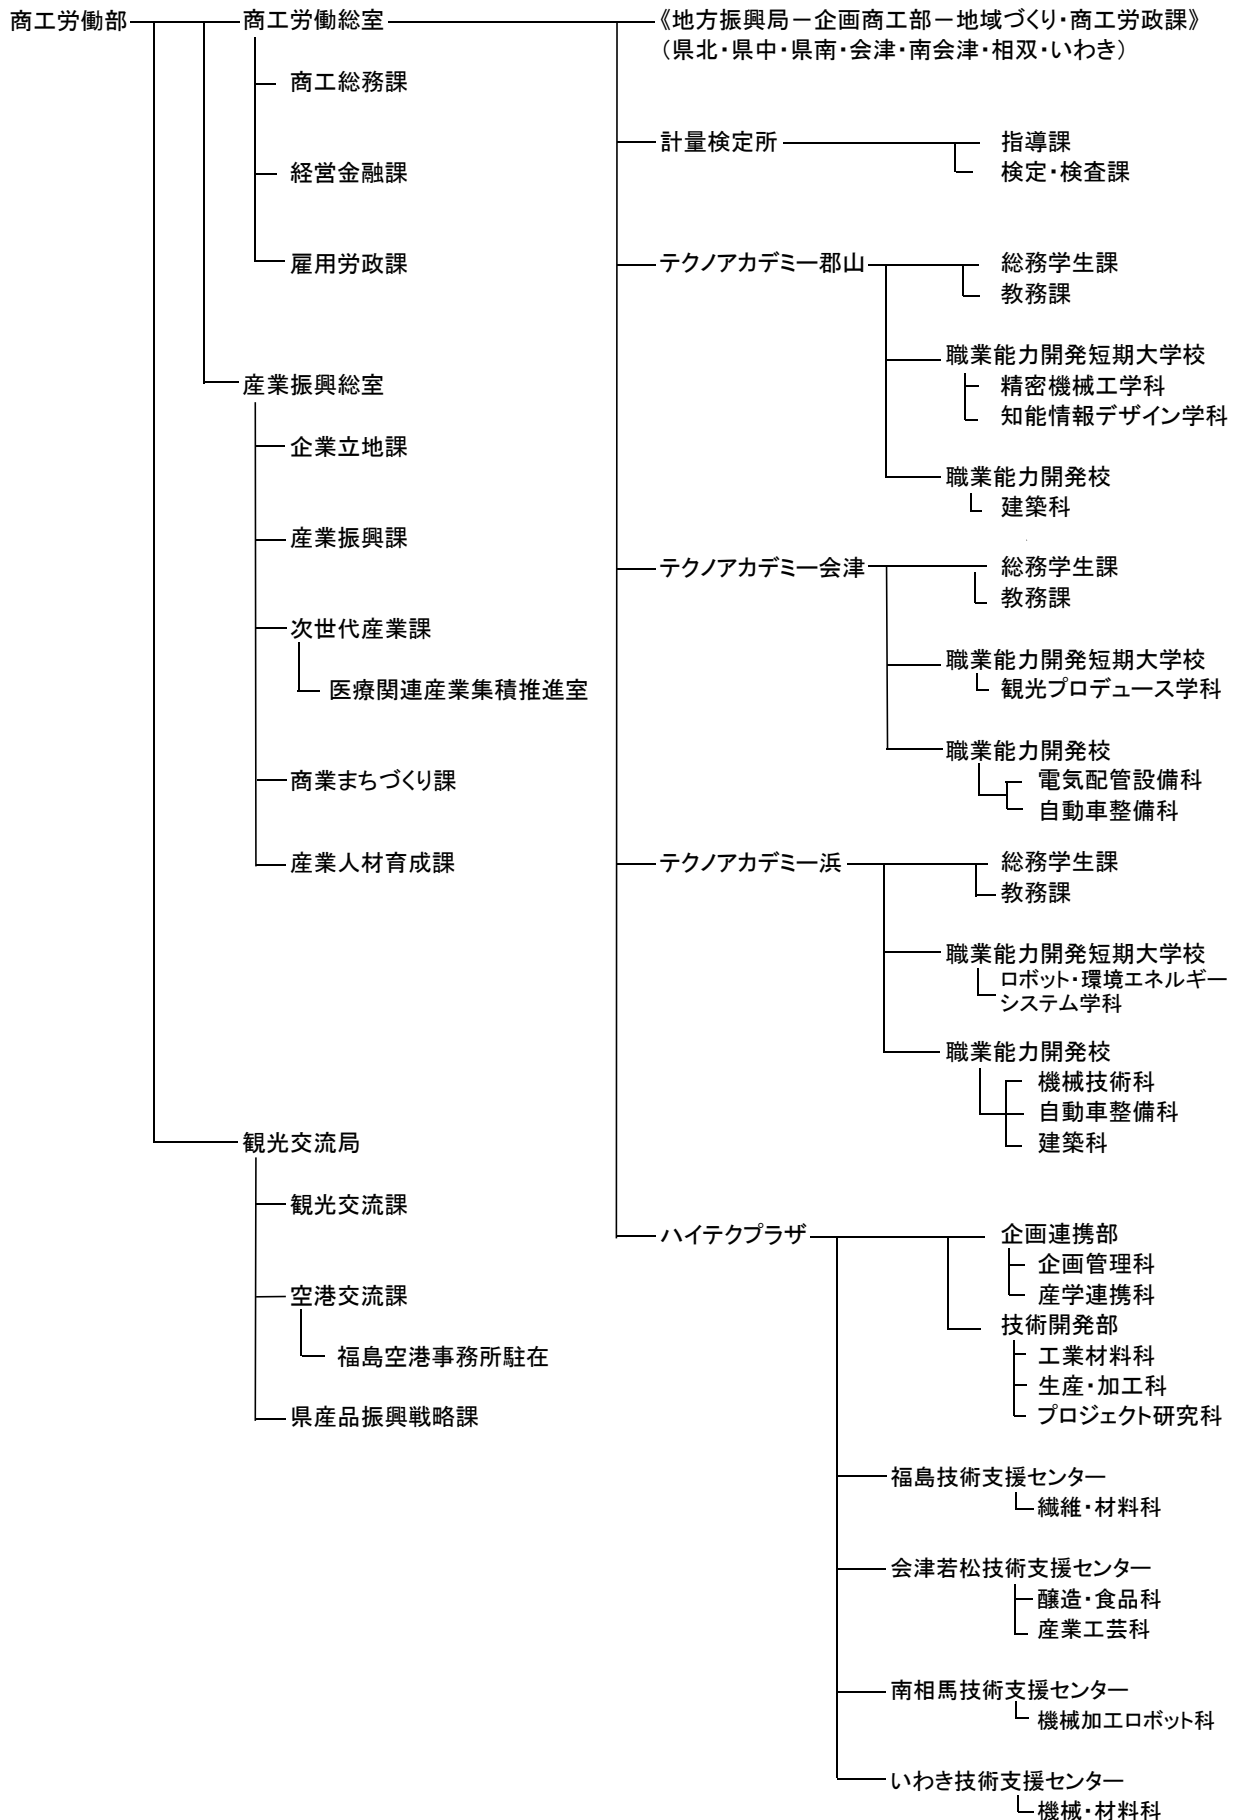 商工労働部
商工労働総室
商工総務課
経営金融課
雇用労政課
産業振興総室
企業立地課
産業振興課
次世代産業課
医療関連産業集積推進室
商業まちづくり課
産業人材育成課
観光交流局
観光交流課
空港交流課
福島空港事務所駐在
県産品振興戦略課
《地方振興局－企画商工部－地域づくり・商工労政課》
（県北・県中・県南・会津・南会津・相双・いわき）
計量検定所
指導課
検定・検査課
テクノアカデミー郡山
総務学生課
教務課
職業能力開発短期大学校
精密機械工学科
知能情報デザイン学科
職業能力開発校
建築科
テクノアカデミー会津
総務学生課
教務課
職業能力開発短期大学校
観光プロデュース学科
職業能力開発校
電気配管設備科
自動車整備科
テクノアカデミー浜
総務学生課
教務課
職業能力開発短期大学校
ロボット・環境エネルギー
システム学科
職業能力開発校
機械技術科
自動車整備科
建築科
ハイテクプラザ
企画連携部
企画管理科
産学連携科
技術開発部
工業材料科
生産・加工科
プロジェクト研究科
福島技術支援センター
繊維・材料科
会津若松技術支援センター
醸造・食品科
産業工芸科
南相馬技術支援センター
機械加工ロボット科
いわき技術支援センター
機械・材料科